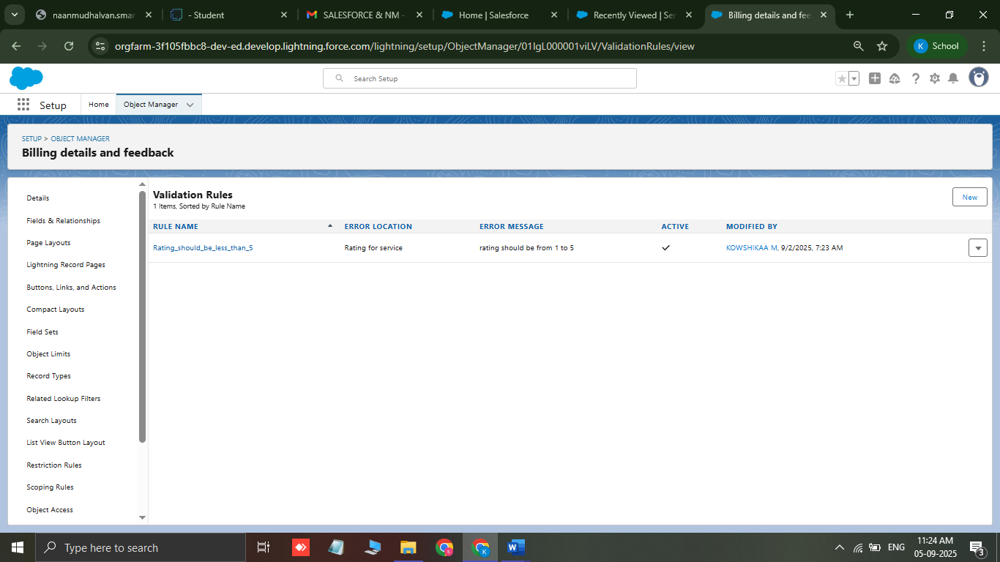 naanmudhalvan.smar
- Student
SALESFORCE & NM -
Home | Salesforce
Recently Viewed | Ser
Billing details and fee
orgfarm-3f105fbbc8-dev-ed.develop.lightning.force.com/lightning/setup/ObjectManager/01IgL000001viLV/ValidationRules/view
K School
Search Setup
Setup
Home
Object Manager
SETUP > OBJECT MANAGER
Billing details and feedback
Details
Fields & Relationships
Page Layouts
Lightning Record Pages
Buttons, Links, and Actions
Compact Layouts
Field Sets
Object Limits
Record Types
Related Lookup Filters
Search Layouts
List View Button Layout
Restriction Rules
Scoping Rules
Object Access
Validation Rules
1 Items, Sorted by Rule Name
New
RULE NAME ERROR LOCATION ERROR MESSAGE ACTIVE MODIFIED BY
Rating_should_be_less_than_5 Rating for service rating should be from 1 to 5 KOWSHIKAA M, 9/2/2025, 7:23 AM
Type here to search
S
K
W
ENG
11:24 AM
05-09-2025
3